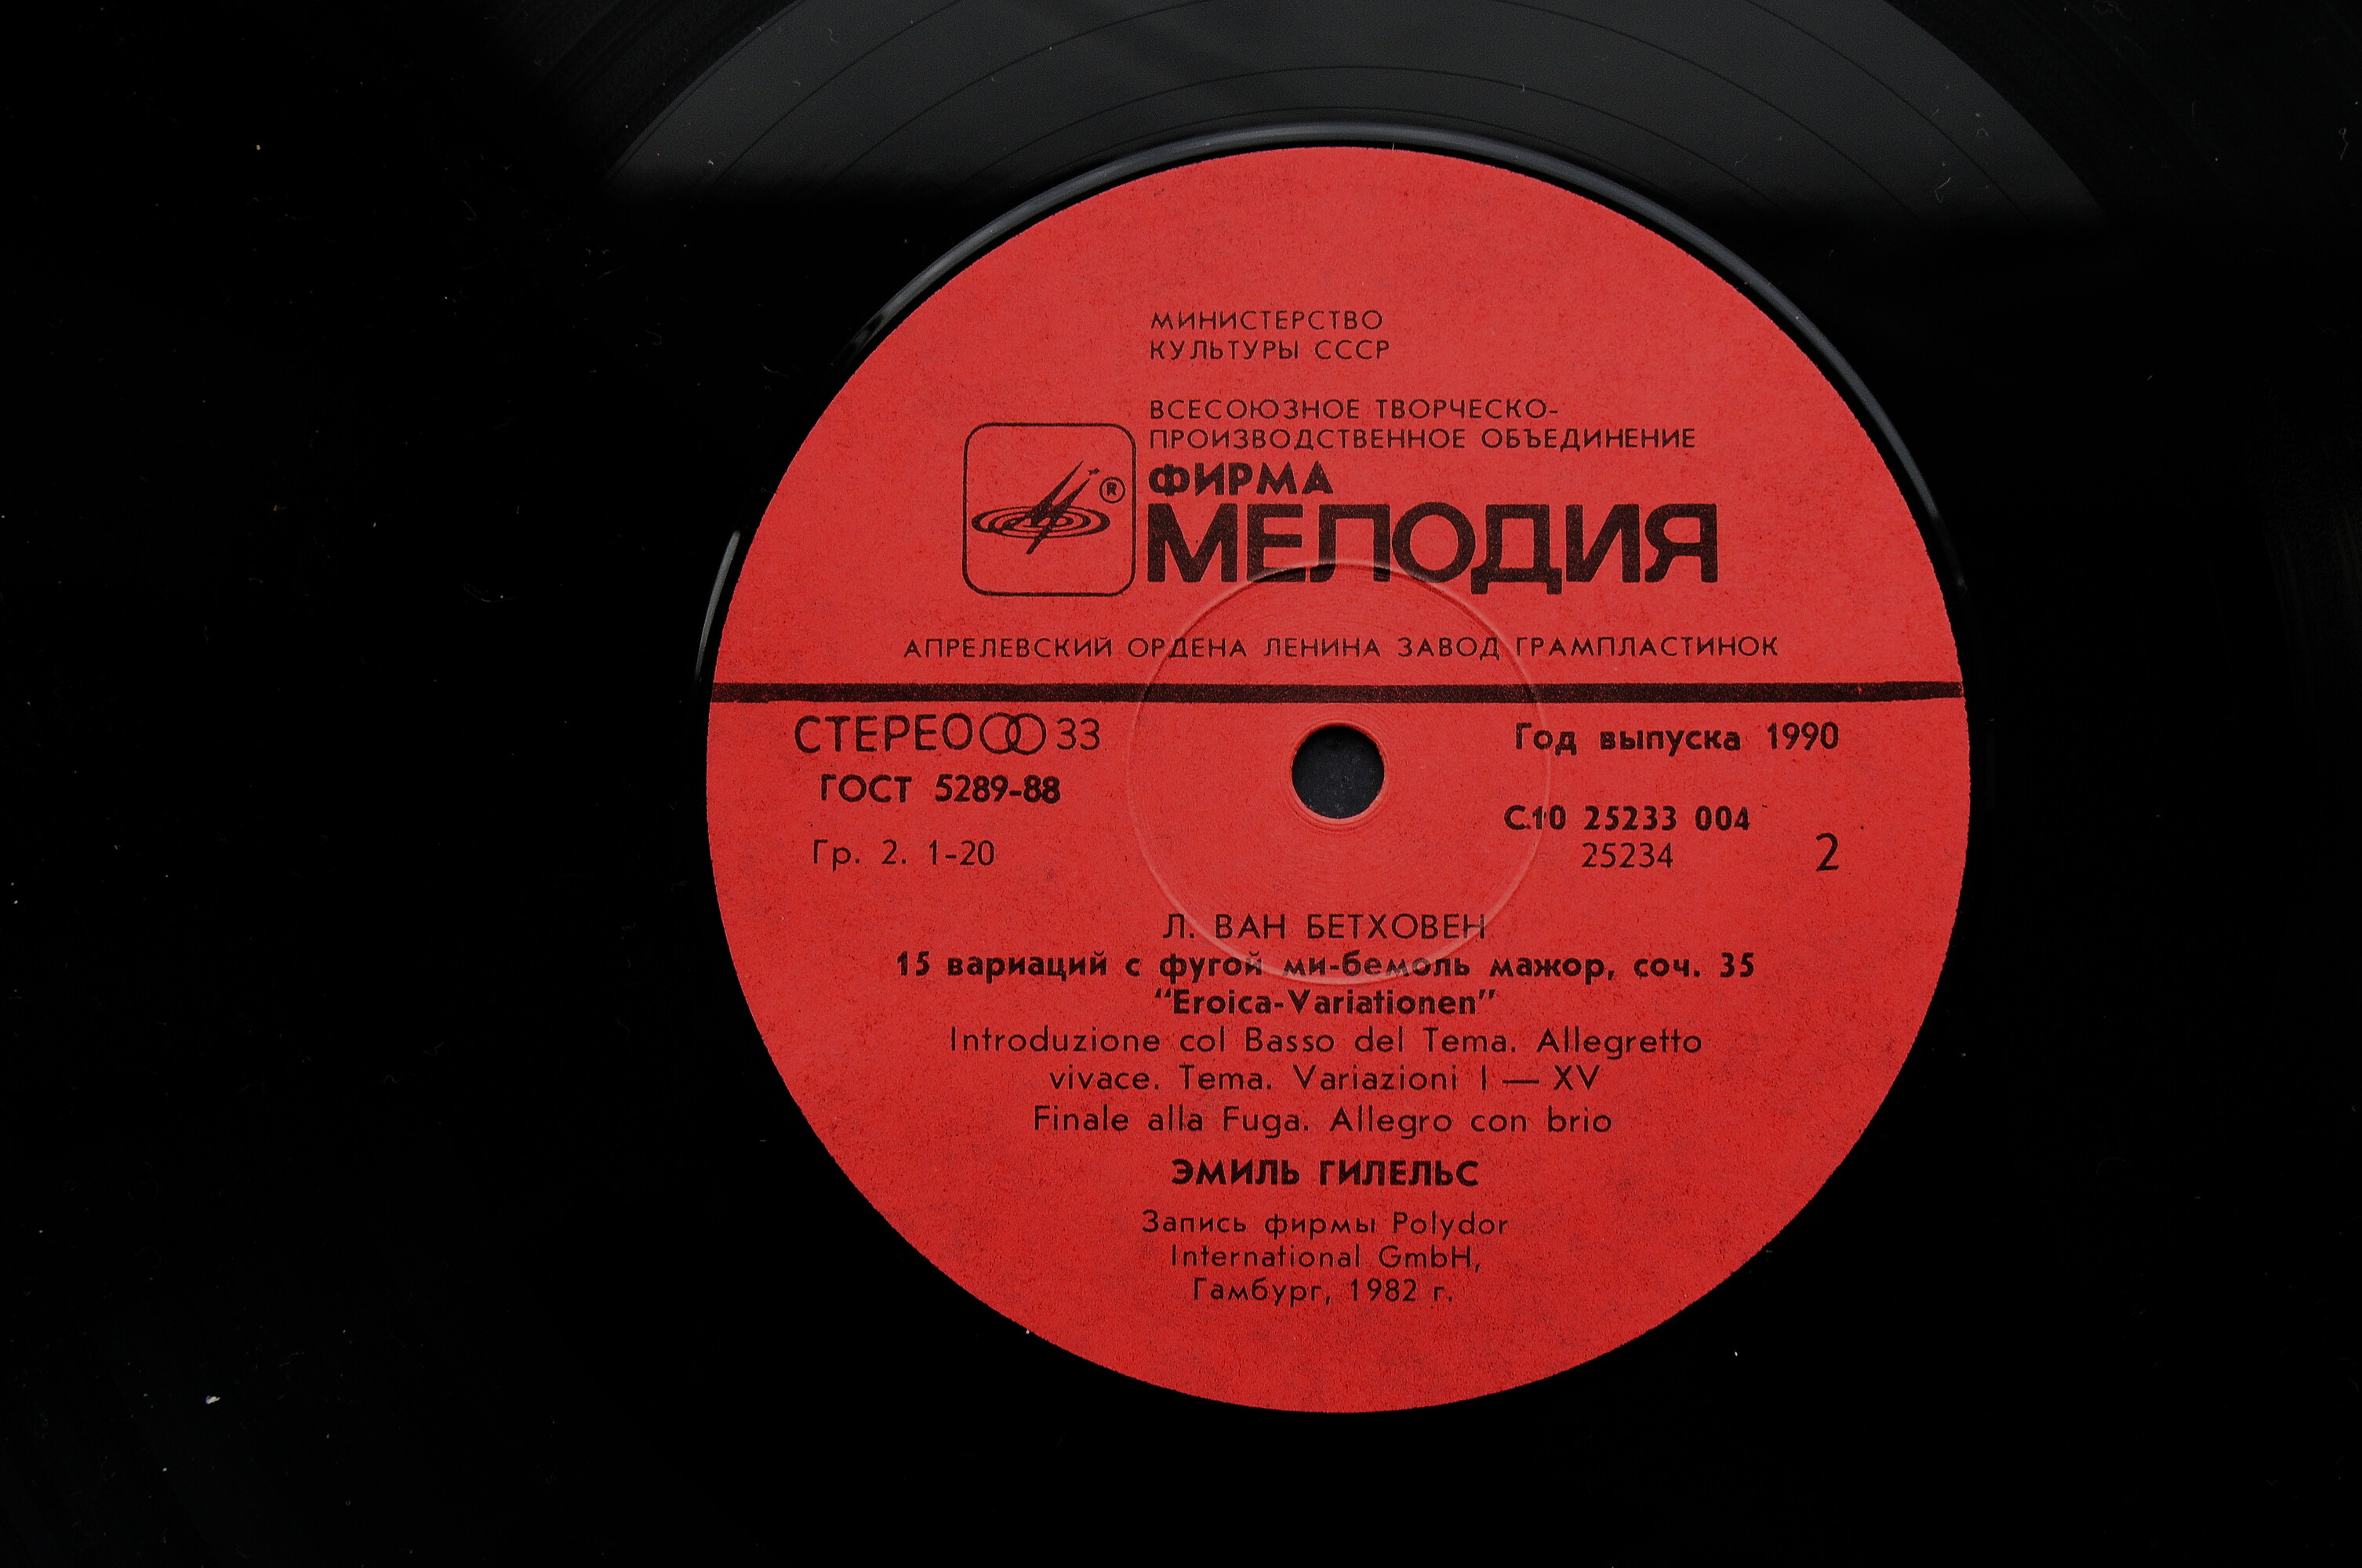 МИНИСТЕРСТВО
КУЛЬТУРЫ СССР
ВСЕСОЮЗНОЕ ТВОРЧЕСКО-
ПРОИЗВОДСТВЕННОЕ ОБЪЕДИНЕНИЕ
ФИРМА
®
МЕЛОДИЯ
АПРЕЛЕВСКИЙ ОРДЕНА ЛЕНИНА ЗАВОД ГРАМПЛАСТИНОК
СТЕРЕО 33
Год выпуска 1990
ГОСТ 5289-88
С10 25233 004
Гр. 2. 1-20
25234
2
Л. ВАН БЕТХОВЕН
15 вариаций с фугой ми-бемоль мажор, соч. 35
“Eroica-Variationen”
Introduzione col Basso del Tema. Allegretto
vivace. Tema. Variazioni I — XV
Finale alla Fuga. Allegro con brio
ЭМИЛЬ ГИЛЕЛЬС
Запись фирмы Polydor
International GmbH,
Гамбург, 1982 г.